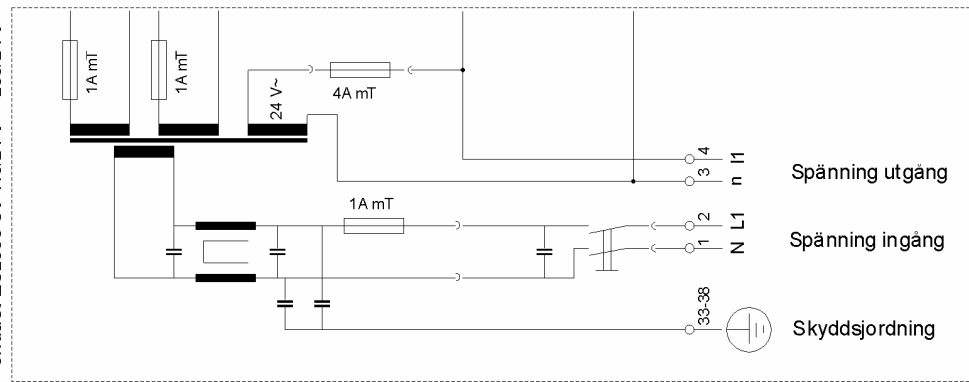 1A mT
1A mT
24 V~
4A mT
4 I1
3 n
Spänning utgång
1A mT
2 L1
1 N
Spänning ingång
33-38
Skyddsjordning